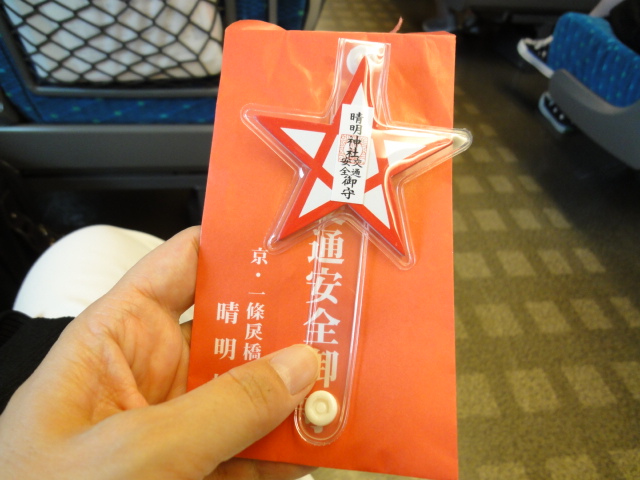 晴明神社
交通
安全
御守
通安全御
京・一條戻橋
晴明